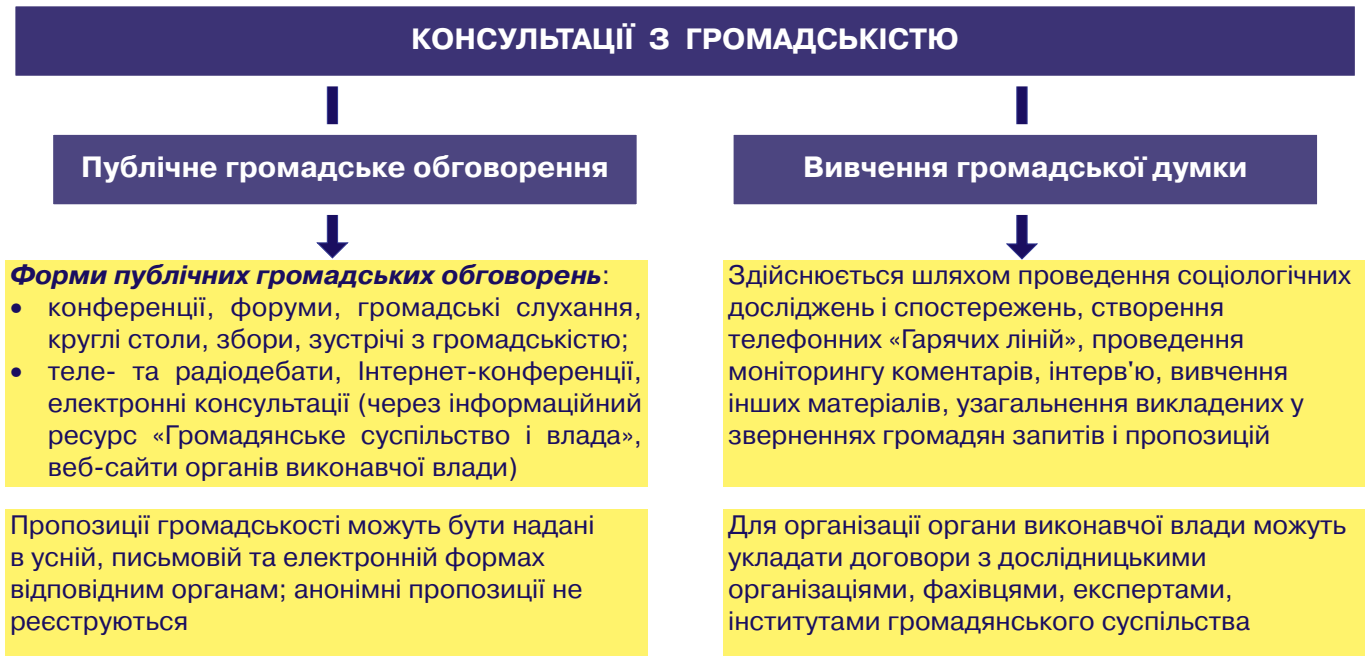 КОНСУЛЬТАЦІЇ З ГРОМАДСЬКІСТЮ
Публічне громадське обговорення
Форми публічних громадських обговорень:
• конференції, форуми, громадські слухання,
круглі столи, збори, зустрічі з громадськістю;
• теле- та радіодебати, Інтернет-конференції,
електронні консультації (через інформаційний
ресурс «Громадянське суспільство і влада»,
веб-сайти органів виконавчої влади)
Пропозиції громадськості можуть бути надані
в усній, письмовій та електронній формах
відповідним органам; анонімні пропозиції не
реєструються
Вивчення громадської думки
Здійснюється шляхом проведення соціологічних
досліджень і спостережень, створення
телефонних «Гарячих ліній», проведення
моніторингу коментарів, інтерв'ю, вивчення
інших матеріалів, узагальнення викладених у
зверненнях громадян запитів і пропозицій
Для організації органи виконавчої влади можуть
укладати договори з дослідницькими
організаціями, фахівцями, експертами,
інститутами громадянського суспільства